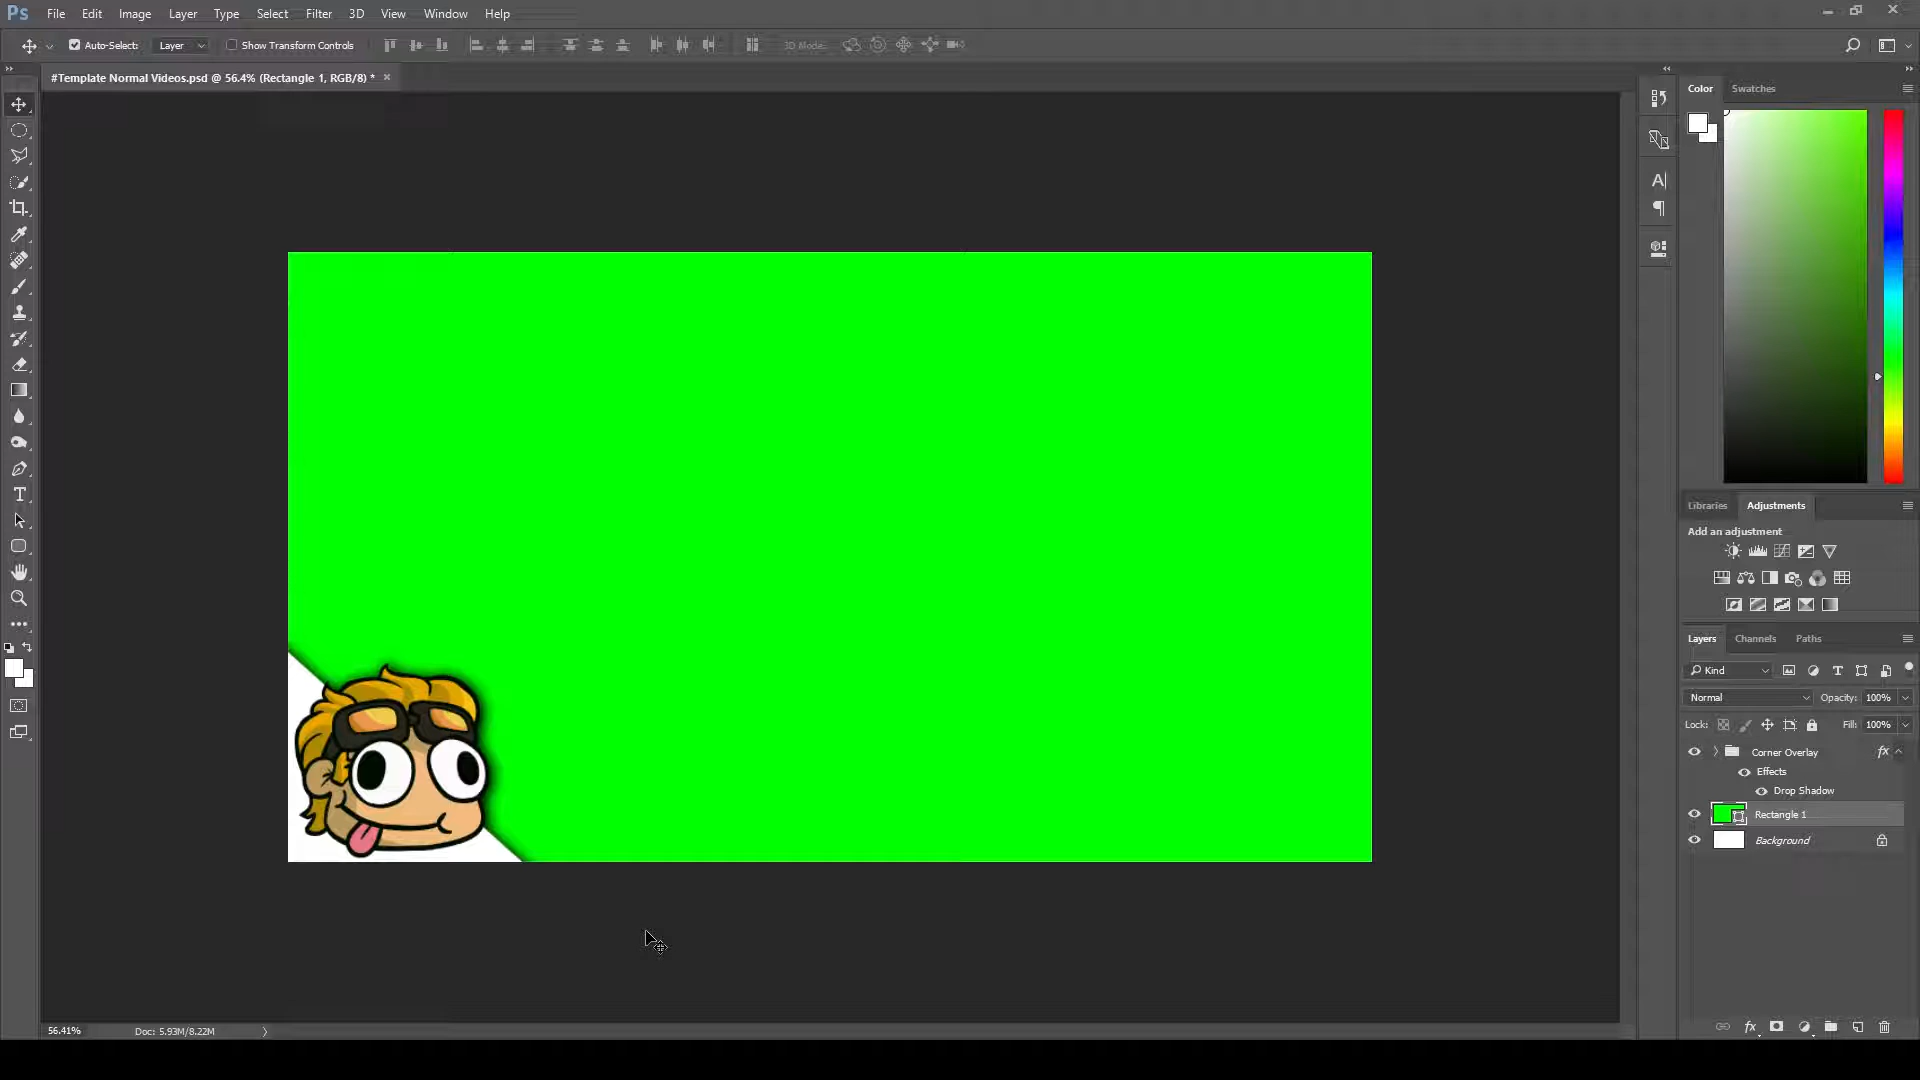 Ps File Edit Image Layer Type Select Filter 3D View Window Help
Auto-Select: Layer Show Transform Controls 3D Mode:
#Template Normal Videos.psd @ 56.4% (Rectangle 1, RGB/8) * ×
Color Swatches
Libraries Adjustments
Add an adjustment
Layers Channels Paths
Kind
Normal Opacity: 100%
Lock: Fill: 100%
Corner Overlay fx
Effects
Drop Shadow
Rectangle 1
Background
56.41% Doc: 5.93M/8.22M
fx